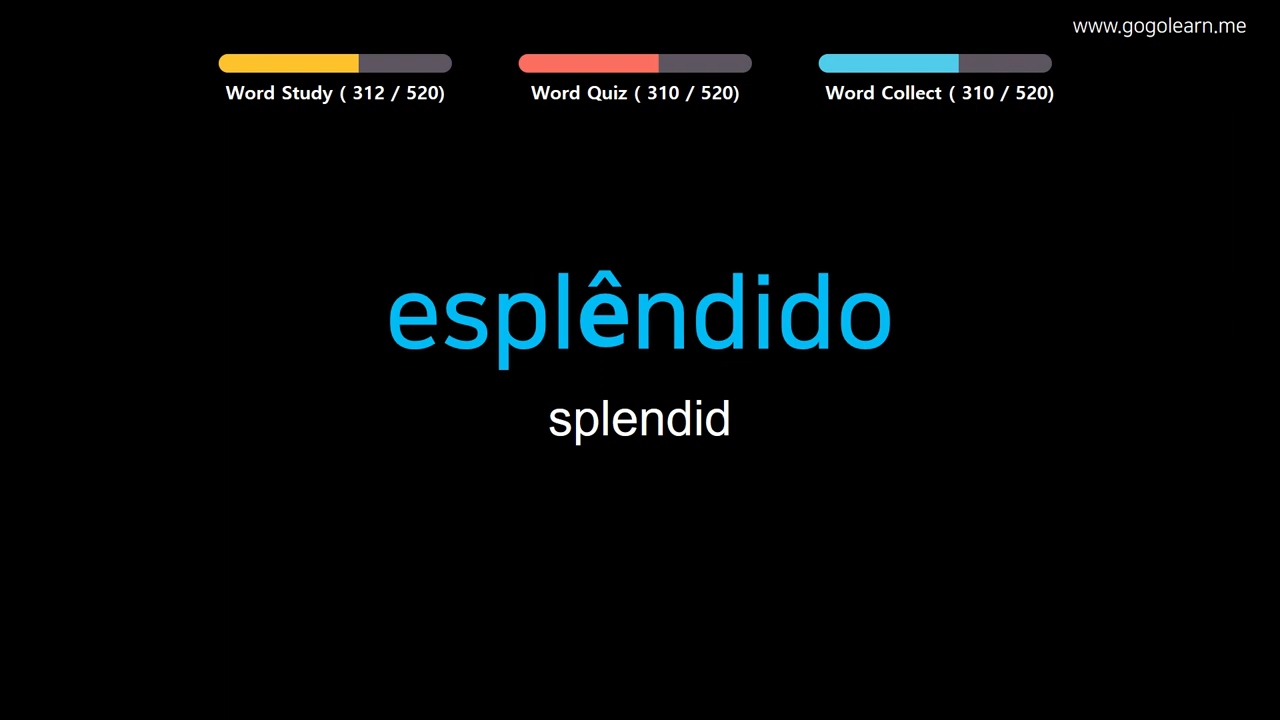 www.gogolearn.me
Word Study ( 312 / 520)
Word Quiz ( 310 / 520)
Word Collect ( 310 / 520)
esplêndido
splendid